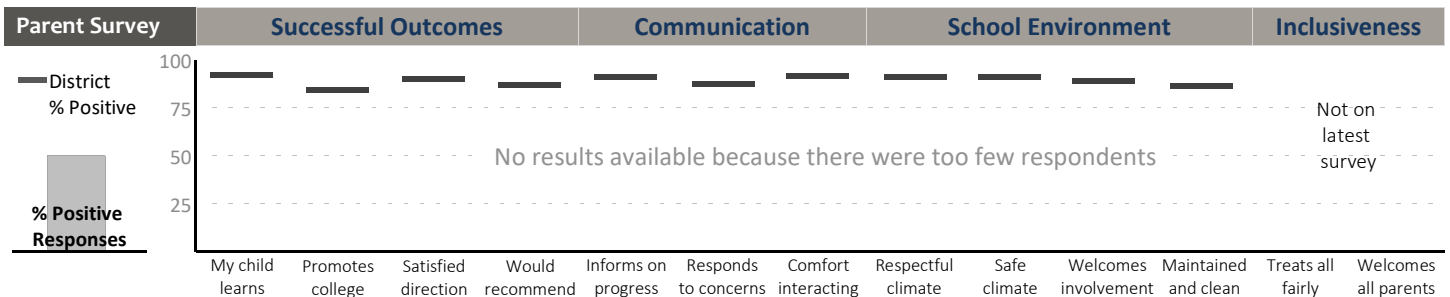 Parent Survey
Successful Outcomes
Communication
School Environment
Inclusiveness
District
% Positive
% Positive
Responses
100
75
50
25
No results available because there were too few respondents
Not on
latest
survey
My child
learns
Promotes
college
Satisfied
direction
Would
recommend
Informs on
progress
Responds
to concerns
Comfort
interacting
Respectful
climate
Safe
climate
Welcomes
involvement
Maintained
and clean
Treats all
fairly
Welcomes
all parents